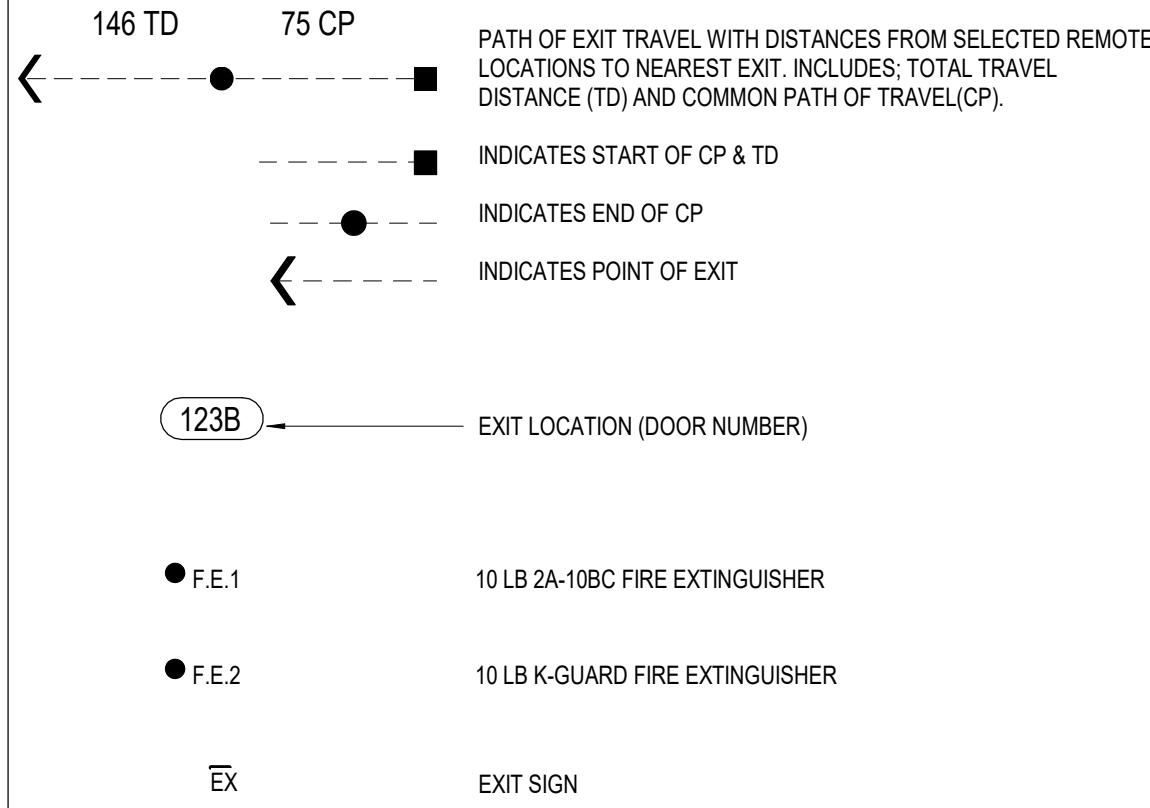 146 TD 75 CP
PATH OF EXIT TRAVEL WITH DISTANCES FROM SELECTED REMOTE
LOCATIONS TO NEAREST EXIT. INCLUDES; TOTAL TRAVEL
DISTANCE (TD) AND COMMON PATH OF TRAVEL(CP).
INDICATES START OF CP & TD
INDICATES END OF CP
INDICATES POINT OF EXIT
123B EXIT LOCATION (DOOR NUMBER)
F.E.1 10 LB 2A-10BC FIRE EXTINGUISHER
F.E.2 10 LB K-GUARD FIRE EXTINGUISHER
EX EXIT SIGN